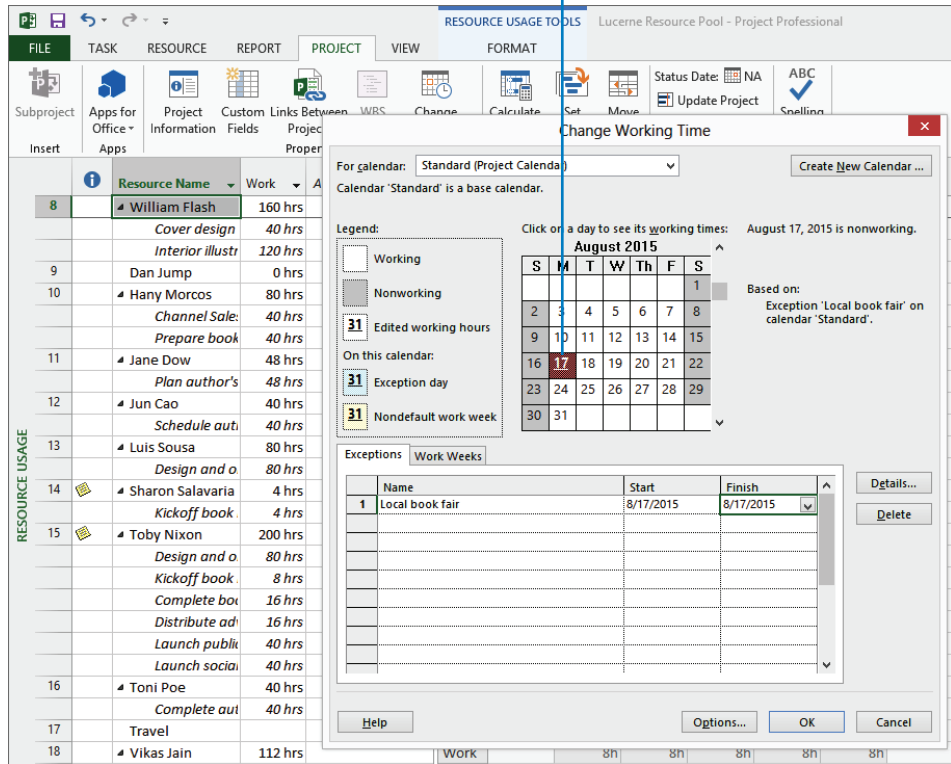 RESOURCE USAGE TOOLS Lucerne Resource Pool - Project Professional
FILE TASK RESOURCE REPORT PROJECT VIEW FORMAT
Subproject
Apps for Office
Project Information
Custom Fields
Links Between
WBS
Change
Calculate
Set
Move
Status Date: NA
Update Project
ABC
Spelling
Insert Apps
Resource Name Work
8 William Flash 160 hrs
Cover design 40 hrs
Interior illustr 120 hrs
9 Dan Jump 0 hrs
10 Hany Morcos 80 hrs
Channel Sale 40 hrs
Prepare book 40 hrs
11 Jane Dow 48 hrs
Plan author's 48 hrs
12 Jun Cao 40 hrs
Schedule aut 40 hrs
13 Luis Sousa 80 hrs
Design and o 80 hrs
14 Sharon Salavaria 4 hrs
Kickoff book 4 hrs
15 Toby Nixon 200 hrs
Design and o 80 hrs
Kickoff book 8 hrs
Complete bo 16 hrs
Distribute ad 16 hrs
Launch public 40 hrs
Launch social 40 hrs
16 Toni Poe 40 hrs
Complete aut 40 hrs
17 Travel
18 Vikas Jain 112 hrs
RESOURCE USAGE
Work 8h 8h 8h 8h 8h
Change Working Time
For calendar: Standard (Project Calendar)
Create New Calendar ...
Calendar 'Standard' is a base calendar.
Legend:
Working
Nonworking
31 Edited working hours
On this calendar:
31 Exception day
31 Nondefault work week
Click on a day to see its working times:
August 2015
S M T W Th F S
1
2 3 4 5 6 7 8
9 10 11 12 13 14 15
16 17 18 19 20 21 22
23 24 25 26 27 28 29
30 31
August 17, 2015 is nonworking.
Based on:
Exception 'Local book fair' on
calendar 'Standard'.
Exceptions Work Weeks
Name Start Finish
1 Local book fair 8/17/2015 8/17/2015
Details...
Delete
Help Options... OK Cancel